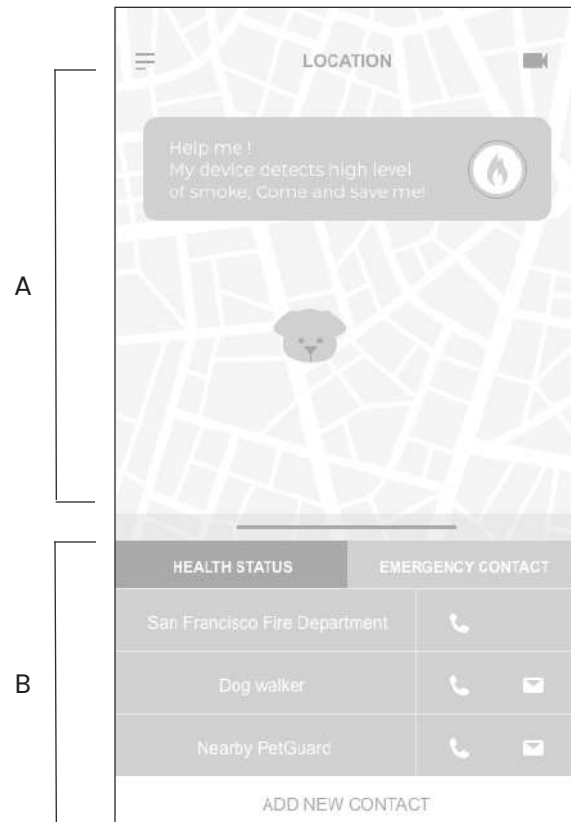 LOCATION
Help me !
My device detects high level
of smoke, Come and save me!
A
HEALTH STATUS
EMERGENCY CONTACT
San Francisco Fire Department
B
Dog walker
Nearby PetGuard
ADD NEW CONTACT